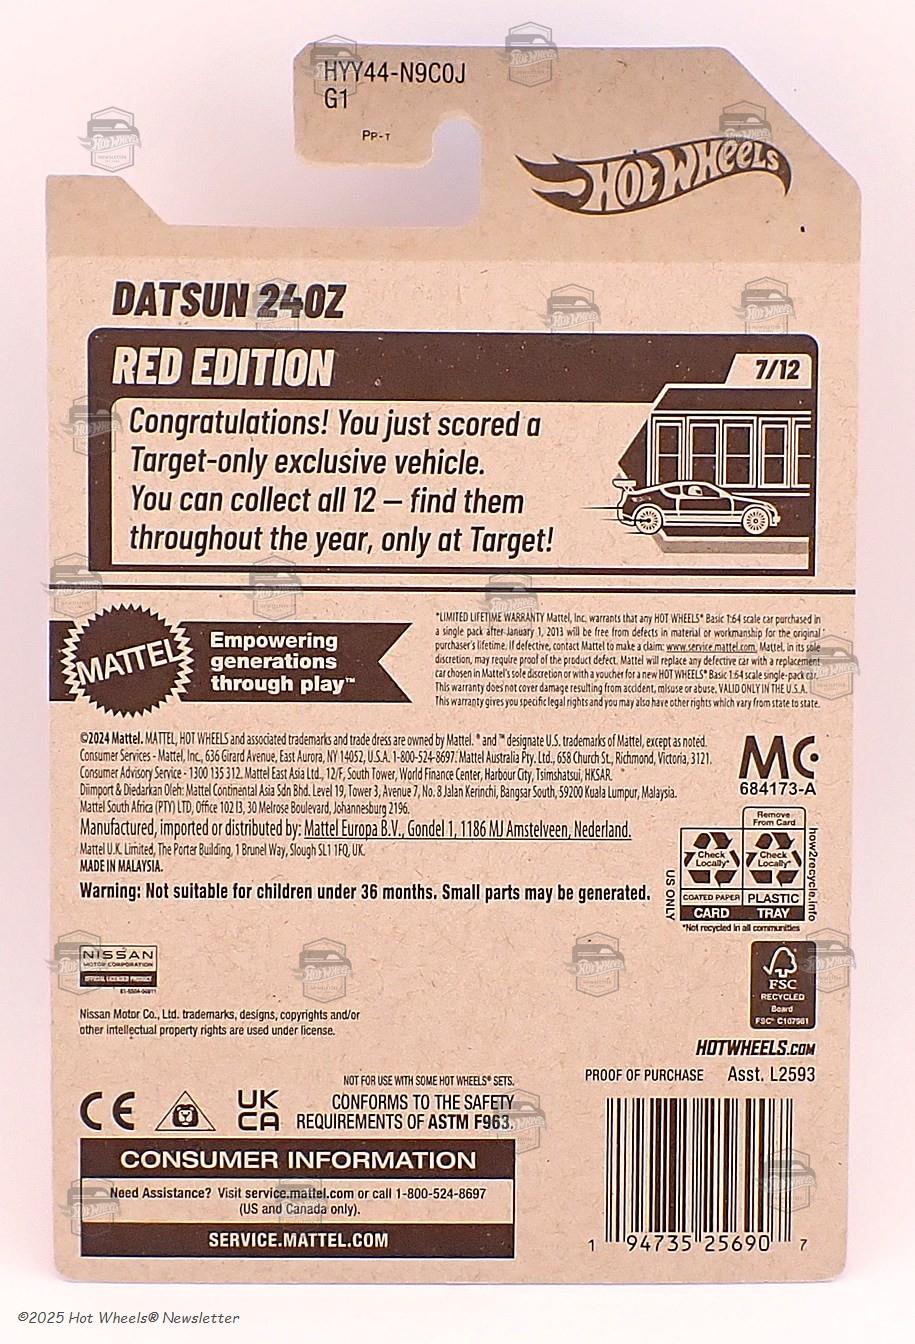 HYY44-N9C0J
G1
PP-T
HOT WHEELS
DATSUN 240Z
RED EDITION
7/12
Congratulations! You just scored a
Target-only exclusive vehicle.
You can collect all 12 – find them
throughout the year, only at Target!
MATTEL
Empowering
generations
through play™
*LIMITED LIFETIME WARRANTY Mattel, Inc. warrants that any HOT WHEELS® Basic 1:64 scale car purchased in
a single pack after January 1, 2013 will be free from defects in material or workmanship for the original
purchaser's lifetime. If defective, contact Mattel to make a claim: www.service.mattel.com, Mattel, in its sole
discretion, may require proof of the product defect. Mattel will replace any defective car with a replacement
car chosen in Mattel's sole discretion or with a voucher for a new HOT WHEELS® Basic 1:64 scale single-pack car.
This warranty does not cover damage resulting from accident, misuse or abuse. VALID ONLY IN THE U.S.A.
This warranty gives you specific legal rights and you may also have other rights which vary from state to state.
©2024 Mattel. MATTEL, HOT WHEELS and associated trademarks and trade dress are owned by Mattel. ® and ™ designate U.S. trademarks of Mattel, except as noted.
Consumer Services - Mattel, Inc., 636 Girard Avenue, East Aurora, NY 14052, U.S.A. 1-800-524-8697. Mattel Australia Pty. Ltd., 658 Church St., Richmond, Victoria, 3121.
Consumer Advisory Service - 1300 135 312. Mattel East Asia Ltd., 12/F, South Tower, World Finance Center, Harbour City, Tsimshatsui, HKSAR.
Diimport & Diedarkan Oleh: Mattel Continental Asia Sdn Bhd. Level 19, Tower 3, Avenue 7, No. 8 Jalan Kerinchi, Bangsar South, 59200 Kuala Lumpur, Malaysia.
Mattel South Africa (PTY) LTD, Office 102 I3, 30 Melrose Boulevard, Johannesburg 2196.
Manufactured, imported or distributed by: Mattel Europa B.V., Gondel 1, 1186 MJ Amstelveen, Nederland.
Mattel U.K. Limited, The Porter Building, 1 Brunel Way, Slough SL1 1FQ, UK.
MADE IN MALAYSIA.
Warning: Not suitable for children under 36 months. Small parts may be generated.
MC
684173-A
Remove
From Card
Check
Locally*
Check
Locally*
COATED PAPER
PLASTIC
CARD
TRAY
US ONLY
how2recycle.info
*Not recycled in all communities
NISSAN
MOTOR CORPORATION
OFFICIAL LICENSED PRODUCT
Nissan Motor Co., Ltd. trademarks, designs, copyrights and/or
other intellectual property rights are used under license.
FSC
RECYCLED
Board
FSC® C107981
HOTWHEELS.COM
PROOF OF PURCHASE
Asst. L2593
NOT FOR USE WITH SOME HOT WHEELS® SETS.
CE
UK
CA
CONFORMS TO THE SAFETY
REQUIREMENTS OF ASTM F963.
CONSUMER INFORMATION
Need Assistance? Visit service.mattel.com or call 1-800-524-8697
(US and Canada only).
SERVICE.MATTEL.COM
1 94735 25690 7
©2025 Hot Wheels® Newsletter